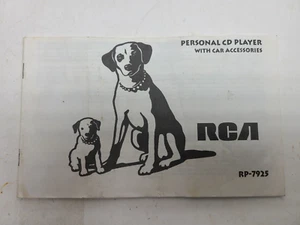 PERSONAL CD PLAYER
WITH CAR ACCESSORIES
RCA
RP-7925